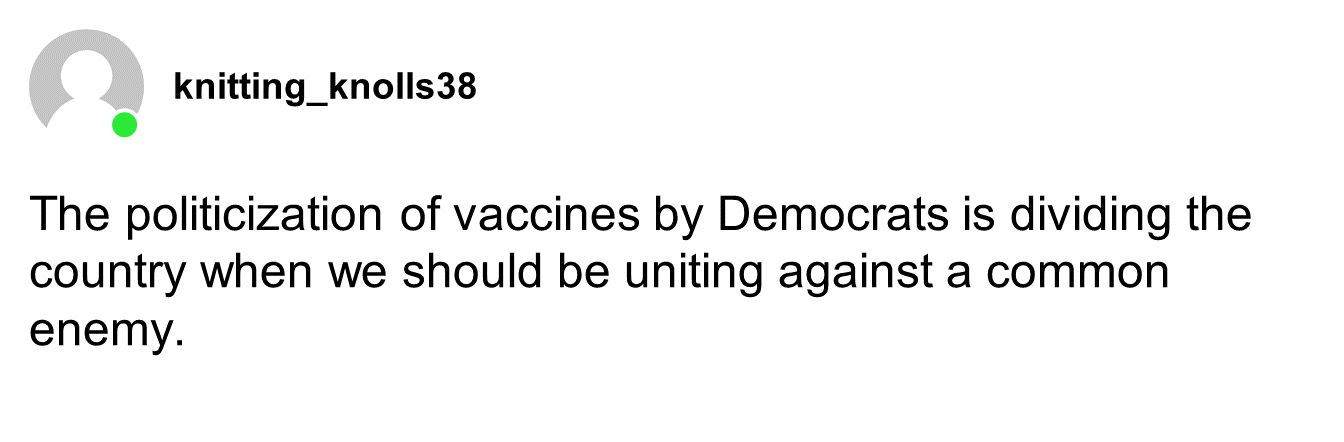 knitting_knolls38
The politicization of vaccines by Democrats is dividing the
country when we should be uniting against a common
enemy.